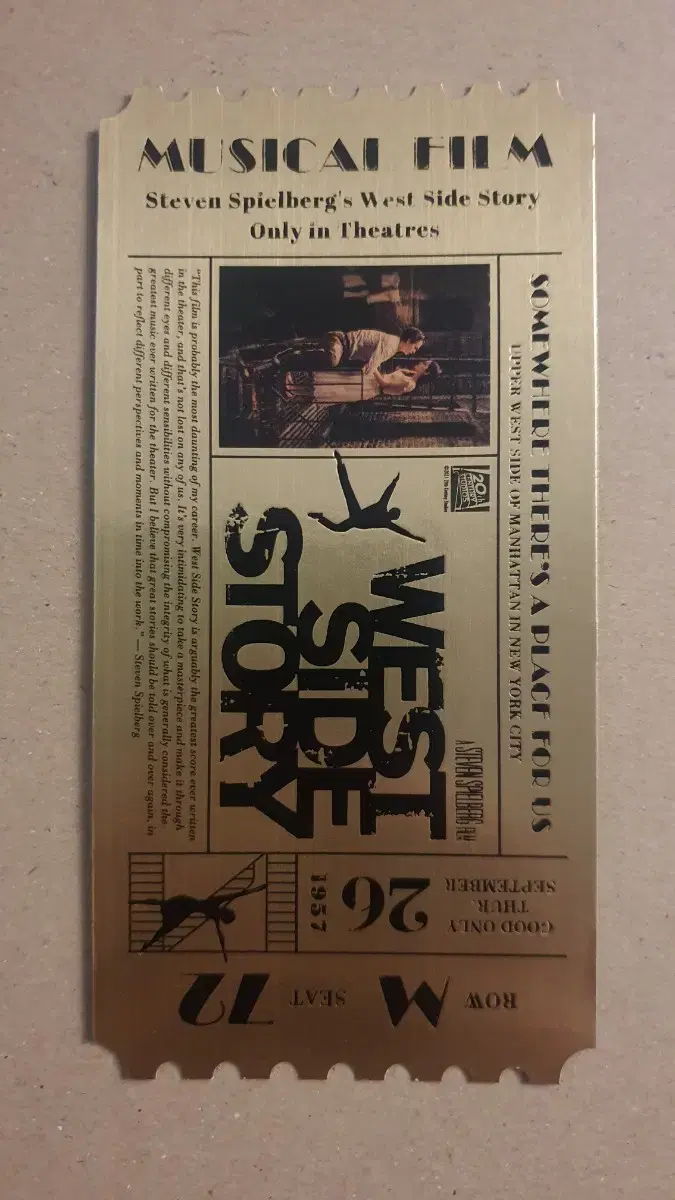 MUSICAL FILM
Steven Spielberg's West Side Story
Only in Theatres
SOMEWHERE THERE'S A PLACE FOR US
UPPER WEST SIDE OF MANHATTAN IN NEW YORK CITY
20th
CENTURY
STUDIOS
A STEVEN SPIELBERG FILM
WEST
SIDE
STORY
"This film is probably the most daunting of my career. West Side Story is arguably the greatest score ever written
in the theater, and that's not lost on any of us. It's very intimidating to take a masterpiece and make it through
different eyes and different sensibilities without compromising the integrity of what is generally considered the
greatest music ever written for the theater. But I believe that great stories should be told over and over again, in
part to reflect different perspectives and moments in time into the work." — Steven Spielberg
GOOD ONLY
THUR.
SEPTEMBER
26
1957
ROW M SEAT 72